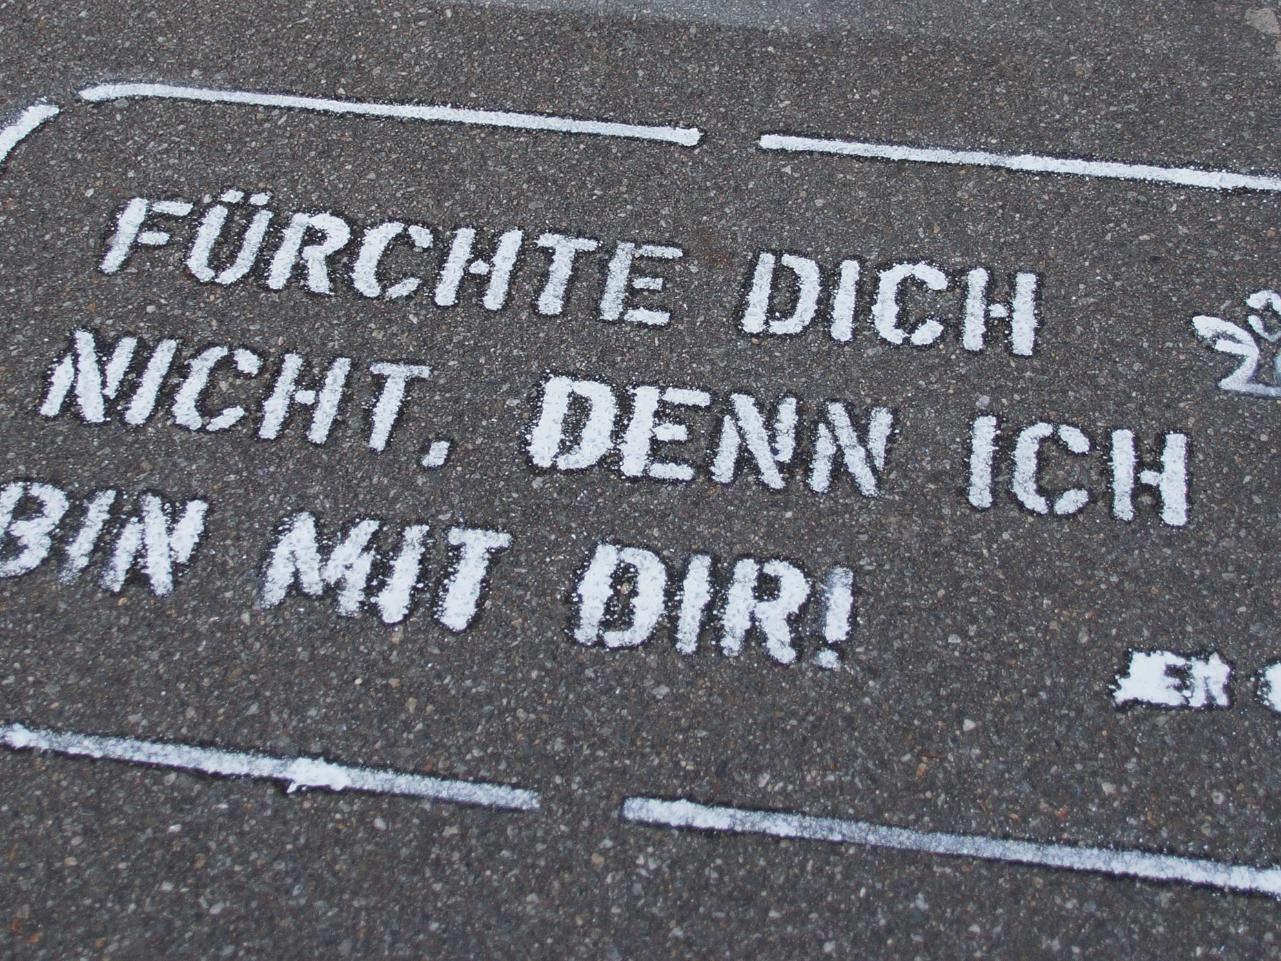 FÜRCHTE DICH
NICHT, DENN ICH
BIN MIT DIR!